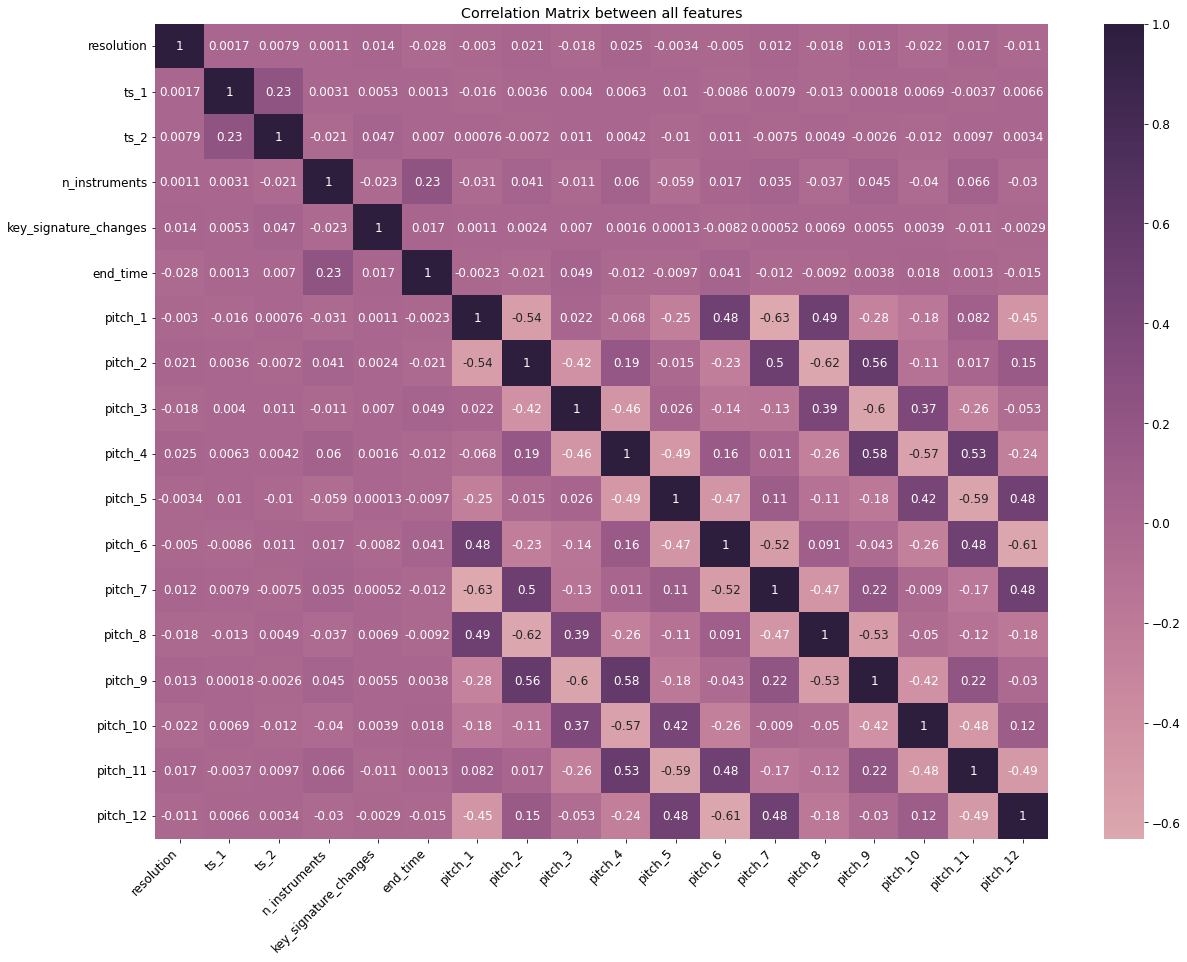 Correlation Matrix between all features
resolution 1 0.0017 0.0079 0.0011 0.014 -0.028 -0.003 0.021 -0.018 0.025 -0.0034 -0.005 0.012 -0.018 0.013 -0.022 0.017 -0.011
ts_1 0.0017 1 0.23 0.0031 0.0053 0.0013 -0.016 0.0036 0.004 0.0063 0.01 -0.0086 0.0079 -0.013 0.00018 0.0069 -0.0037 0.0066
ts_2 0.0079 0.23 1 -0.021 0.047 0.007 0.00076 -0.0072 0.011 0.0042 -0.01 0.011 -0.0075 0.0049 -0.0026 -0.012 0.0097 0.0034
n_instruments 0.0011 0.0031 -0.021 1 -0.023 0.23 -0.031 0.041 -0.011 0.06 -0.059 0.017 0.035 -0.037 0.045 -0.04 0.066 -0.03
key_signature_changes 0.014 0.0053 0.047 -0.023 1 0.017 0.0011 0.0024 0.007 0.0016 0.00013 -0.0082 0.00052 0.0069 0.0055 0.0039 -0.011 -0.0029
end_time -0.028 0.0013 0.007 0.23 0.017 1 -0.0023 -0.021 0.049 -0.012 -0.0097 0.041 -0.012 -0.0092 0.0038 0.018 0.0013 -0.015
pitch_1 -0.003 -0.016 0.00076 -0.031 0.0011 -0.0023 1 -0.54 0.022 -0.068 -0.25 0.48 -0.63 0.49 -0.28 -0.18 0.082 -0.45
pitch_2 0.021 0.0036 -0.0072 0.041 0.0024 -0.021 -0.54 1 -0.42 0.19 -0.015 -0.23 0.5 -0.62 0.56 -0.11 0.017 0.15
pitch_3 -0.018 0.004 0.011 -0.011 0.007 0.049 0.022 -0.42 1 -0.46 0.026 -0.14 -0.13 0.39 -0.6 0.37 -0.26 -0.053
pitch_4 0.025 0.0063 0.0042 0.06 0.0016 -0.012 -0.068 0.19 -0.46 1 -0.49 0.16 0.011 -0.26 0.58 -0.57 0.53 -0.24
pitch_5 -0.0034 0.01 -0.01 -0.059 0.00013 -0.0097 -0.25 -0.015 0.026 -0.49 1 -0.47 0.11 -0.11 -0.18 0.42 -0.59 0.48
pitch_6 -0.005 -0.0086 0.011 0.017 -0.0082 0.041 0.48 -0.23 -0.14 0.16 -0.47 1 -0.52 0.091 -0.043 -0.26 0.48 -0.61
pitch_7 0.012 0.0079 -0.0075 0.035 0.00052 -0.012 -0.63 0.5 -0.13 0.011 0.11 -0.52 1 -0.47 0.22 -0.009 -0.17 0.48
pitch_8 -0.018 -0.013 0.0049 -0.037 0.0069 -0.0092 0.49 -0.62 0.39 -0.26 -0.11 0.091 -0.47 1 -0.53 -0.05 -0.12 -0.18
pitch_9 0.013 0.00018 -0.0026 0.045 0.0055 0.0038 -0.28 0.56 -0.6 0.58 -0.18 -0.043 0.22 -0.53 1 -0.42 0.22 -0.03
pitch_10 -0.022 0.0069 -0.012 -0.04 0.0039 0.018 -0.18 -0.11 0.37 -0.57 0.42 -0.26 -0.009 -0.05 -0.42 1 -0.48 0.12
pitch_11 0.017 -0.0037 0.0097 0.066 -0.011 0.0013 0.082 0.017 -0.26 0.53 -0.59 0.48 -0.17 -0.12 0.22 -0.48 1 -0.49
pitch_12 -0.011 0.0066 0.0034 -0.03 -0.0029 -0.015 -0.45 0.15 -0.053 -0.24 0.48 -0.61 0.48 -0.18 -0.03 0.12 -0.49 1
resolution ts_1 ts_2 n_instruments key_signature_changes end_time pitch_1 pitch_2 pitch_3 pitch_4 pitch_5 pitch_6 pitch_7 pitch_8 pitch_9 pitch_10 pitch_11 pitch_12
1.0
0.8
0.6
0.4
0.2
0.0
−0.2
−0.4
−0.6